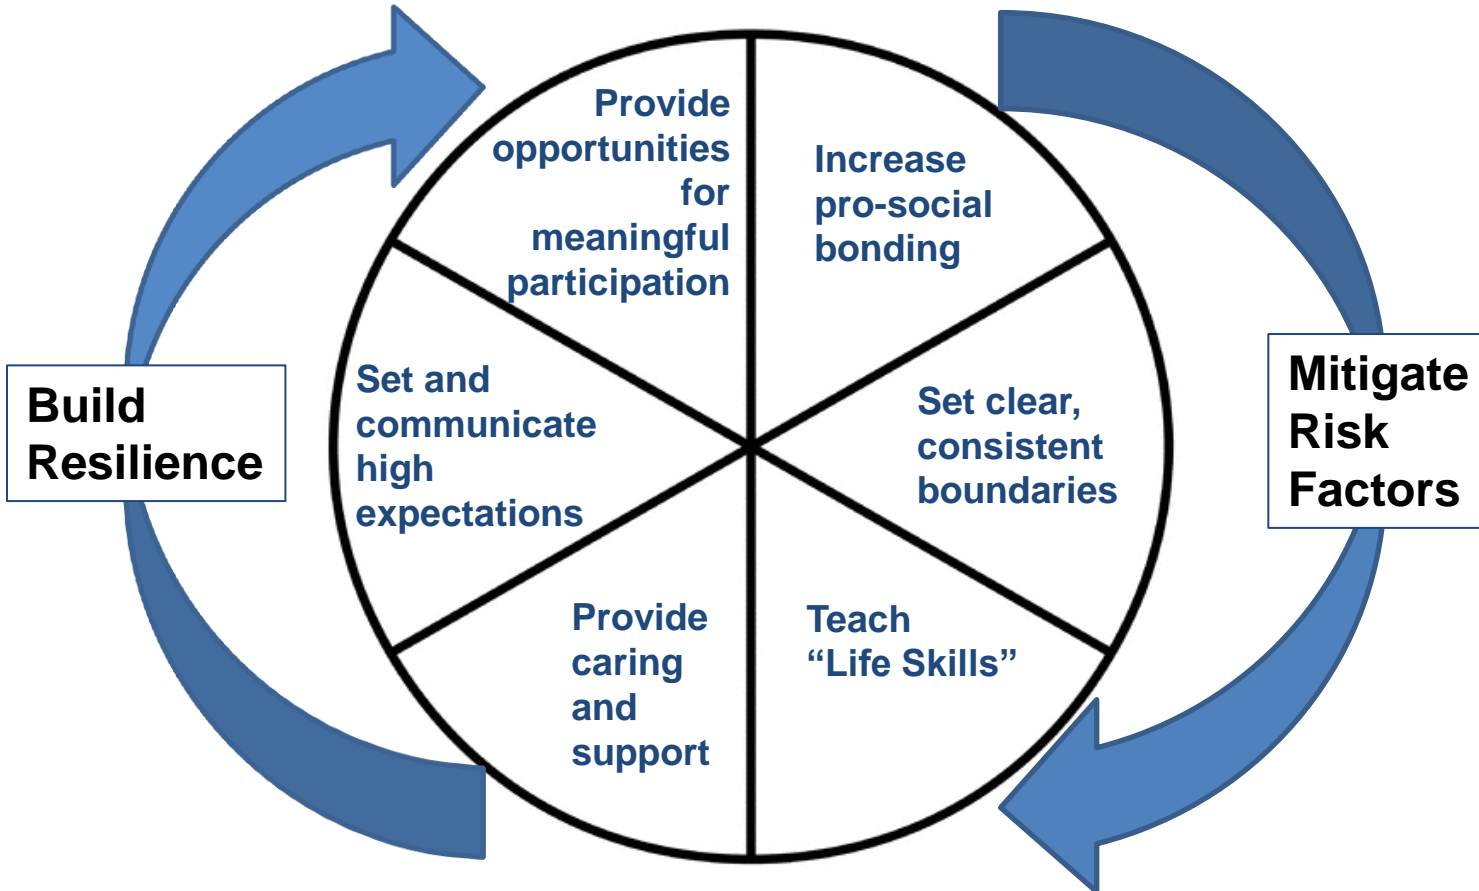 Provide
opportunities
for
meaningful
participation
Increase
pro-social
bonding
Build
Resilience
Set and
communicate
high
expectations
Set clear,
consistent
boundaries
Mitigate
Risk
Factors
Provide
caring
and
support
Teach
“Life Skills”